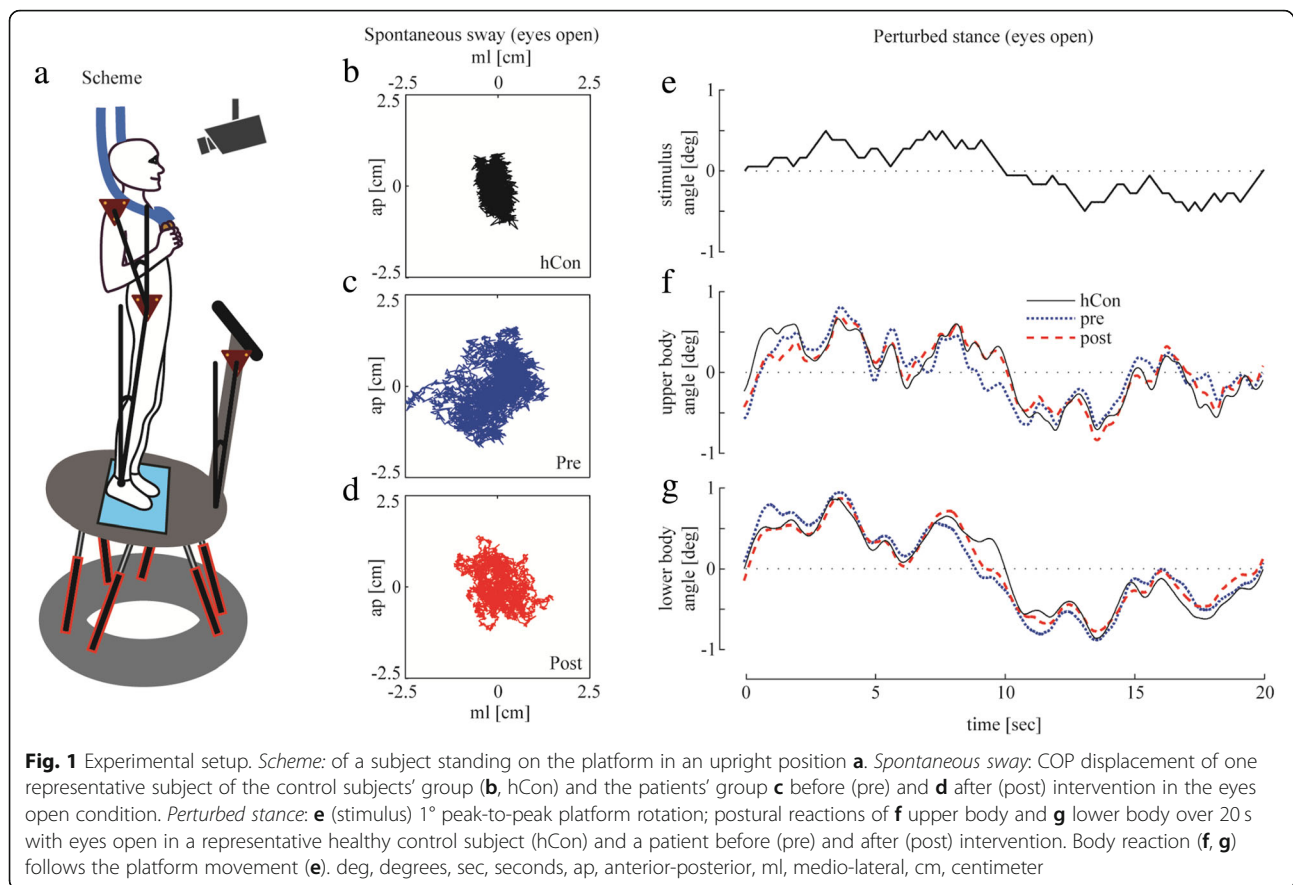 Spontaneous sway (eyes open)
Perturbed stance (eyes open)
a
Scheme
b
ml [cm]
-2.5
0
2.5
2.5
ap [cm]
0
-2.5
hCon
c
2.5
ap [cm]
0
-2.5
Pre
d
2.5
ap [cm]
0
-2.5
Post
-2.5
0
2.5
ml [cm]
e
stimulus
angle [deg]
1
0
-1
f
upper body
angle [deg]
1
0
-1
hCon
pre
post
g
lower body
angle [deg]
1
0
-1
0
5
10
15
20
time [sec]
Fig. 1 Experimental setup. Scheme: of a subject standing on the platform in an upright position a. Spontaneous sway: COP displacement of one
representative subject of the control subjects' group (b, hCon) and the patients' group c before (pre) and d after (post) intervention in the eyes
open condition. Perturbed stance: e (stimulus) 1° peak-to-peak platform rotation; postural reactions of f upper body and g lower body over 20 s
with eyes open in a representative healthy control subject (hCon) and a patient before (pre) and after (post) intervention. Body reaction (f, g)
follows the platform movement (e). deg, degrees, sec, seconds, ap, anterior-posterior, ml, medio-lateral, cm, centimeter